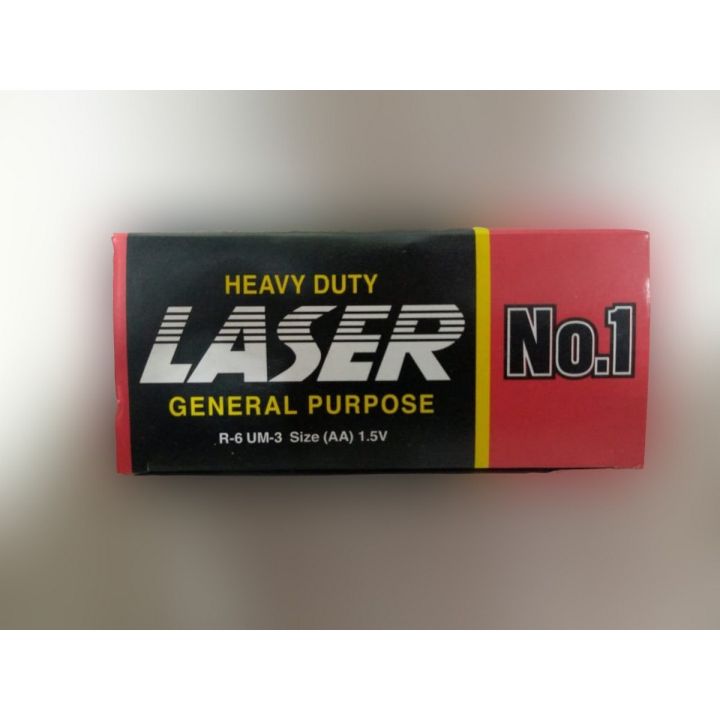 HEAVY DUTY
LASER
GENERAL PURPOSE
R-6 UM-3 Size (AA) 1.5V
No.1